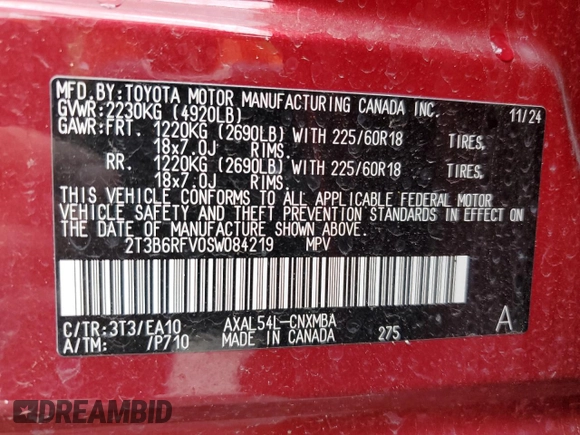 MFD.BY:TOYOTA MOTOR MANUFACTURING CANADA INC.
GVWR:2230KG (4920LB) 11/24
GAWR:FRT. 1220KG (2690LB) WITH 225/60R18 TIRES,
18x7.0J RIMS.
RR. 1220KG (2690LB) WITH 225/60R18 TIRES,
18x7.0J RIMS.
THIS VEHICLE CONFORMS TO ALL APPLICABLE FEDERAL MOTOR
VEHICLE SAFETY AND THEFT PREVENTION STANDARDS IN EFFECT ON
THE DATE OF MANUFACTURE SHOWN ABOVE.
2T3B6RFV0SW084219 MPV
C/TR:3T3/EA10 AXAL54L-CNXMBA A
A/TM: /P710 MADE IN CANADA 275
DREAMBID